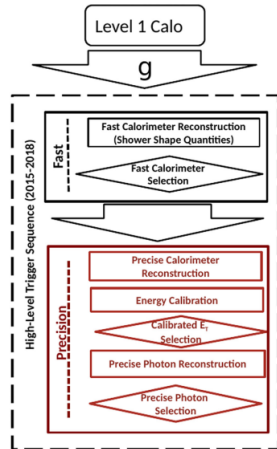 Level 1 Calo
g
High-Level Trigger Sequence (2015-2018)
Fast
Fast Calorimeter Reconstruction
(Shower Shape Quantities)
Fast Calorimeter
Selection
Precision
Precise Calorimeter
Reconstruction
Energy Calibration
Calibrated ET
Selection
Precise Photon Reconstruction
Precise Photon
Selection